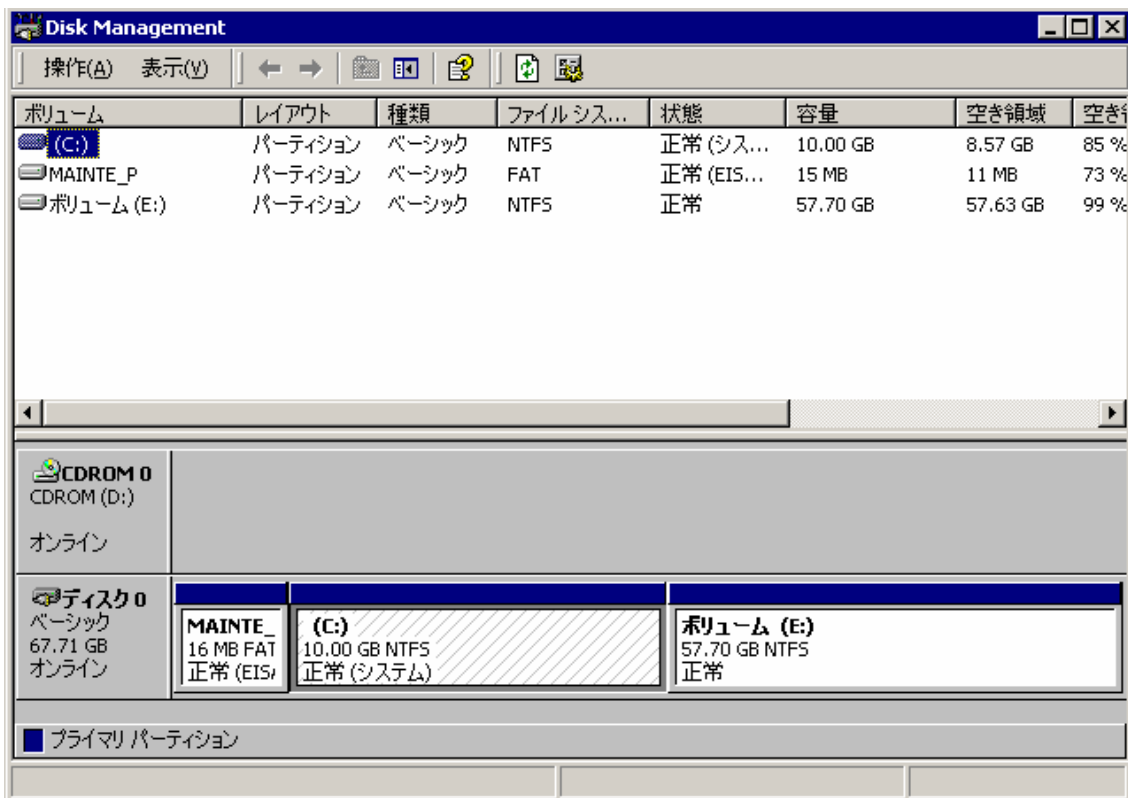 Disk Management
操作(A) 表示(V)
ボリューム レイアウト 種類 ファイル シス... 状態 容量 空き領域 空き
(C:) パーティション ベーシック NTFS 正常 (シス... 10.00 GB 8.57 GB 85 %
MAINTE_P パーティション ベーシック FAT 正常 (EIS... 15 MB 11 MB 73 %
ボリューム (E:) パーティション ベーシック NTFS 正常 57.70 GB 57.63 GB 99 %
CDROM 0
CDROM (D:)
オンライン
ディスク 0
ベーシック
67.71 GB
オンライン
MAINTE_
16 MB FAT
正常 (EIS
(C:)
10.00 GB NTFS
正常 (システム)
ボリューム (E:)
57.70 GB NTFS
正常
プライマリ パーティション